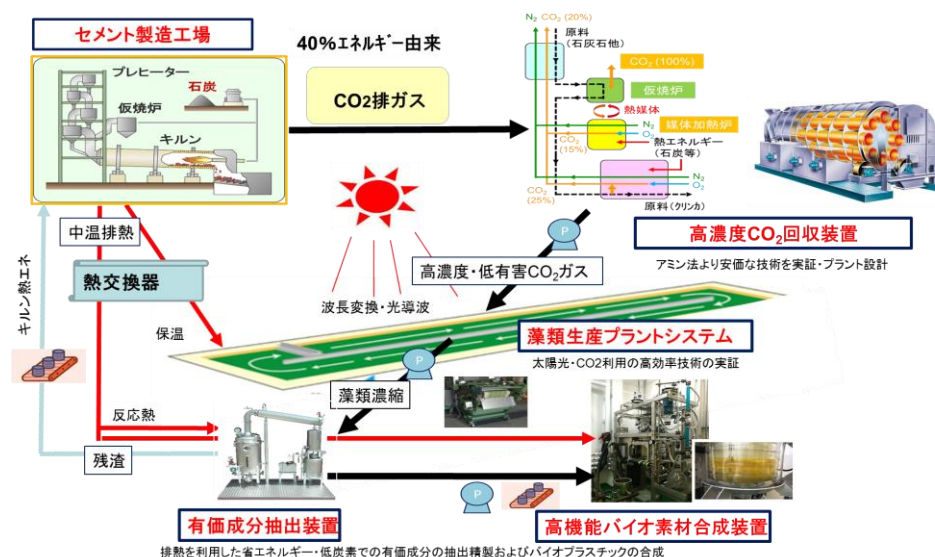 セメント製造工場
プレヒーター
石炭
仮焼炉
キルン
40%エネルギー由来
CO2排ガス
N₂ CO₂ (20%)
原料
(石灰石他)
CO₂ (100%)
仮焼炉
熱媒体
N₂
媒体加熱炉
O₂
CO₂
(15%)
熱エネルギー
(石炭等)
N₂
O₂
CO₂
(25%)
原料(クリンカ)
高濃度CO₂回収装置
アミン法より安価な技術を実証・プラント設計
中温排熱
熱交換器
キルン熱エネ
保温
波長変換・光導波
P
高濃度・低有害CO₂ガス
藻類生産プラントシステム
太陽光・CO2利用の高効率技術の実証
P
藻類濃縮
反応熱
残渣
P
有価成分抽出装置
高機能バイオ素材合成装置
排熱を利用した省エネルギー・低炭素での有価成分の抽出精製およびバイオプラスチックの合成